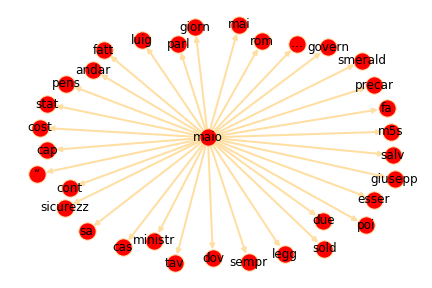 mai
giorn
rom
luig
parl
...
govern
fatt
smerald
andar
pens
precar
stat
fa
cost
m5s
maio
cap
salv
“
giusepp
cont
esser
sicurezz
due
poi
sa
ministr
cas
sold
legg
dov
sempr
tav